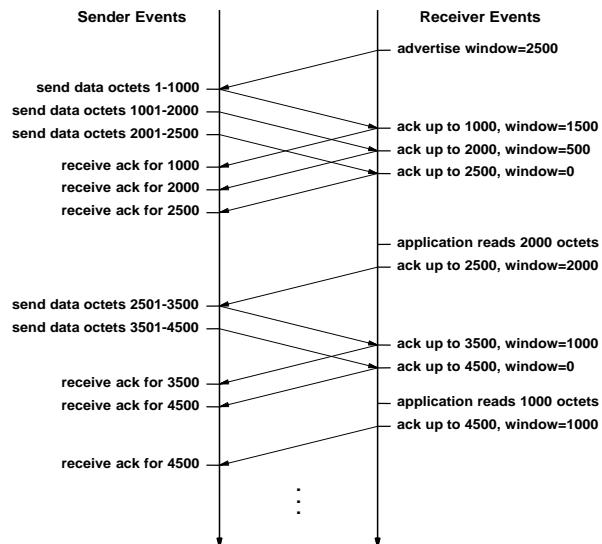 Sender Events
Receiver Events
advertise window=2500
send data octets 1-1000
send data octets 1001-2000
send data octets 2001-2500
ack up to 1000, window=1500
ack up to 2000, window=500
ack up to 2500, window=0
receive ack for 1000
receive ack for 2000
receive ack for 2500
application reads 2000 octets
ack up to 2500, window=2000
send data octets 2501-3500
send data octets 3501-4500
ack up to 3500, window=1000
ack up to 4500, window=0
receive ack for 3500
receive ack for 4500
application reads 1000 octets
ack up to 4500, window=1000
receive ack for 4500